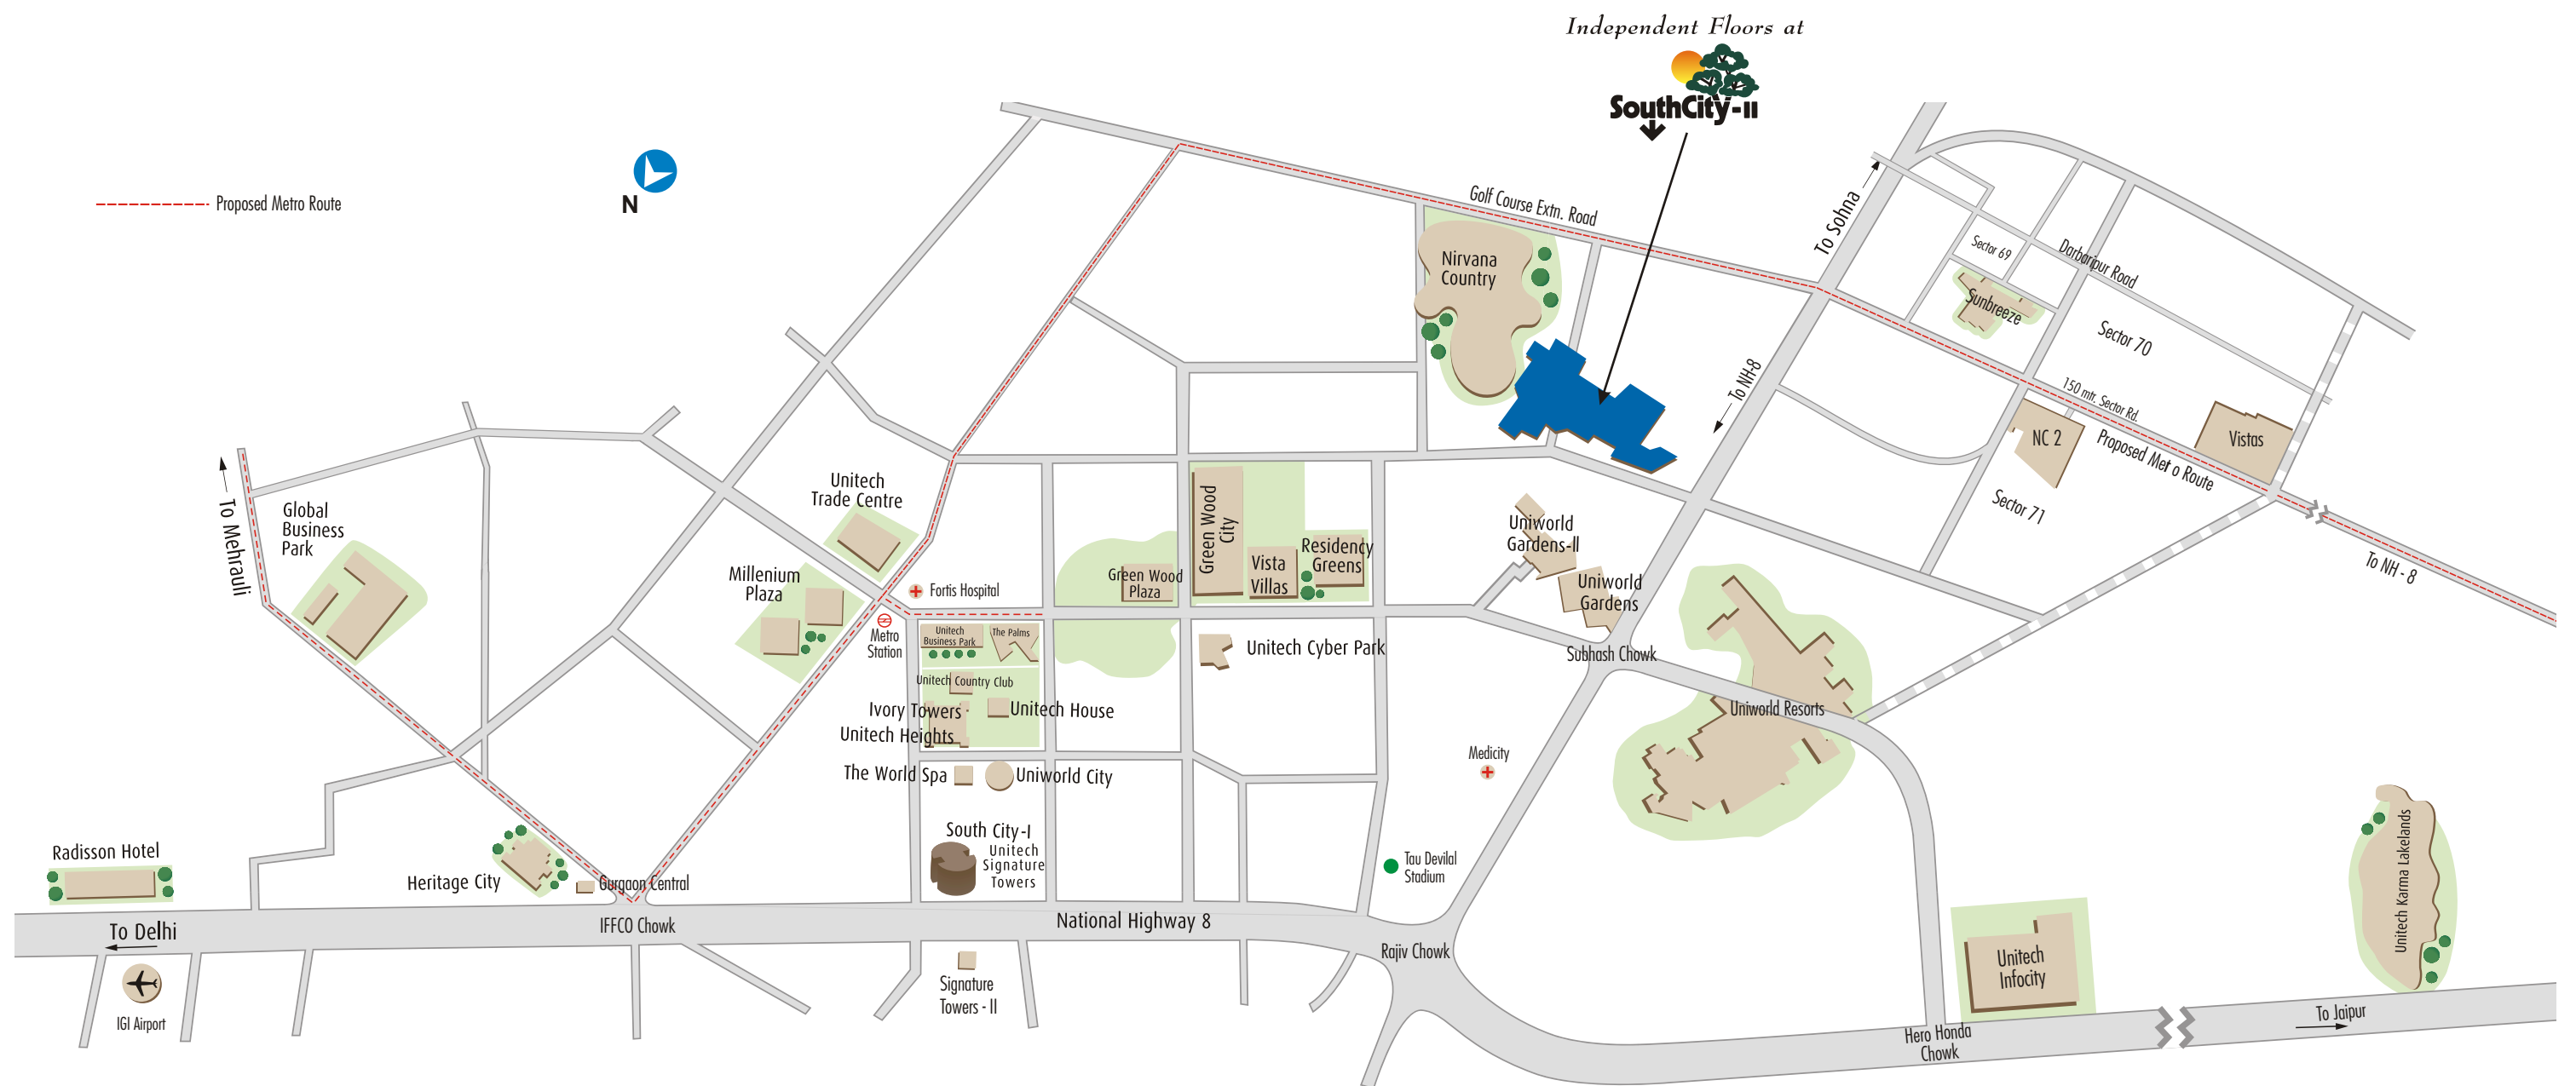 Independent Floors at
SouthCity-II
N
Proposed Metro Route
Golf Course Extn. Road
To Sohna
Nirvana
Country
Sector 69
Darbaripur Road
Sunbreeze
Sector 70
To NH-8
150 mtr. Sector Rd.
NC 2
Vistas
Proposed Met o Route
Sector 71
To NH - 8
To Mehrauli
Global
Business
Park
Unitech
Trade Centre
Millenium
Plaza
Fortis Hospital
Metro
Station
Green Wood
Plaza
Green Wood
City
Vista
Villas
Residency
Greens
Uniworld
Gardens-II
Uniworld
Gardens
Unitech
Business Park
The Palms
Unitech Cyber Park
Subhash Chowk
Unitech Country Club
Ivory Towers
Unitech House
Unitech Heights
Uniworld Resorts
The World Spa
Uniworld City
Medicity
South City-I
Unitech
Signature
Towers
Tau Devilal
Stadium
Radisson Hotel
Heritage City
Gurgaon Central
Unitech Karma Lakelands
To Delhi
IFFCO Chowk
National Highway 8
Rajiv Chowk
Signature
Towers - II
IGI Airport
Unitech
Infocity
Hero Honda
Chowk
To Jaipur